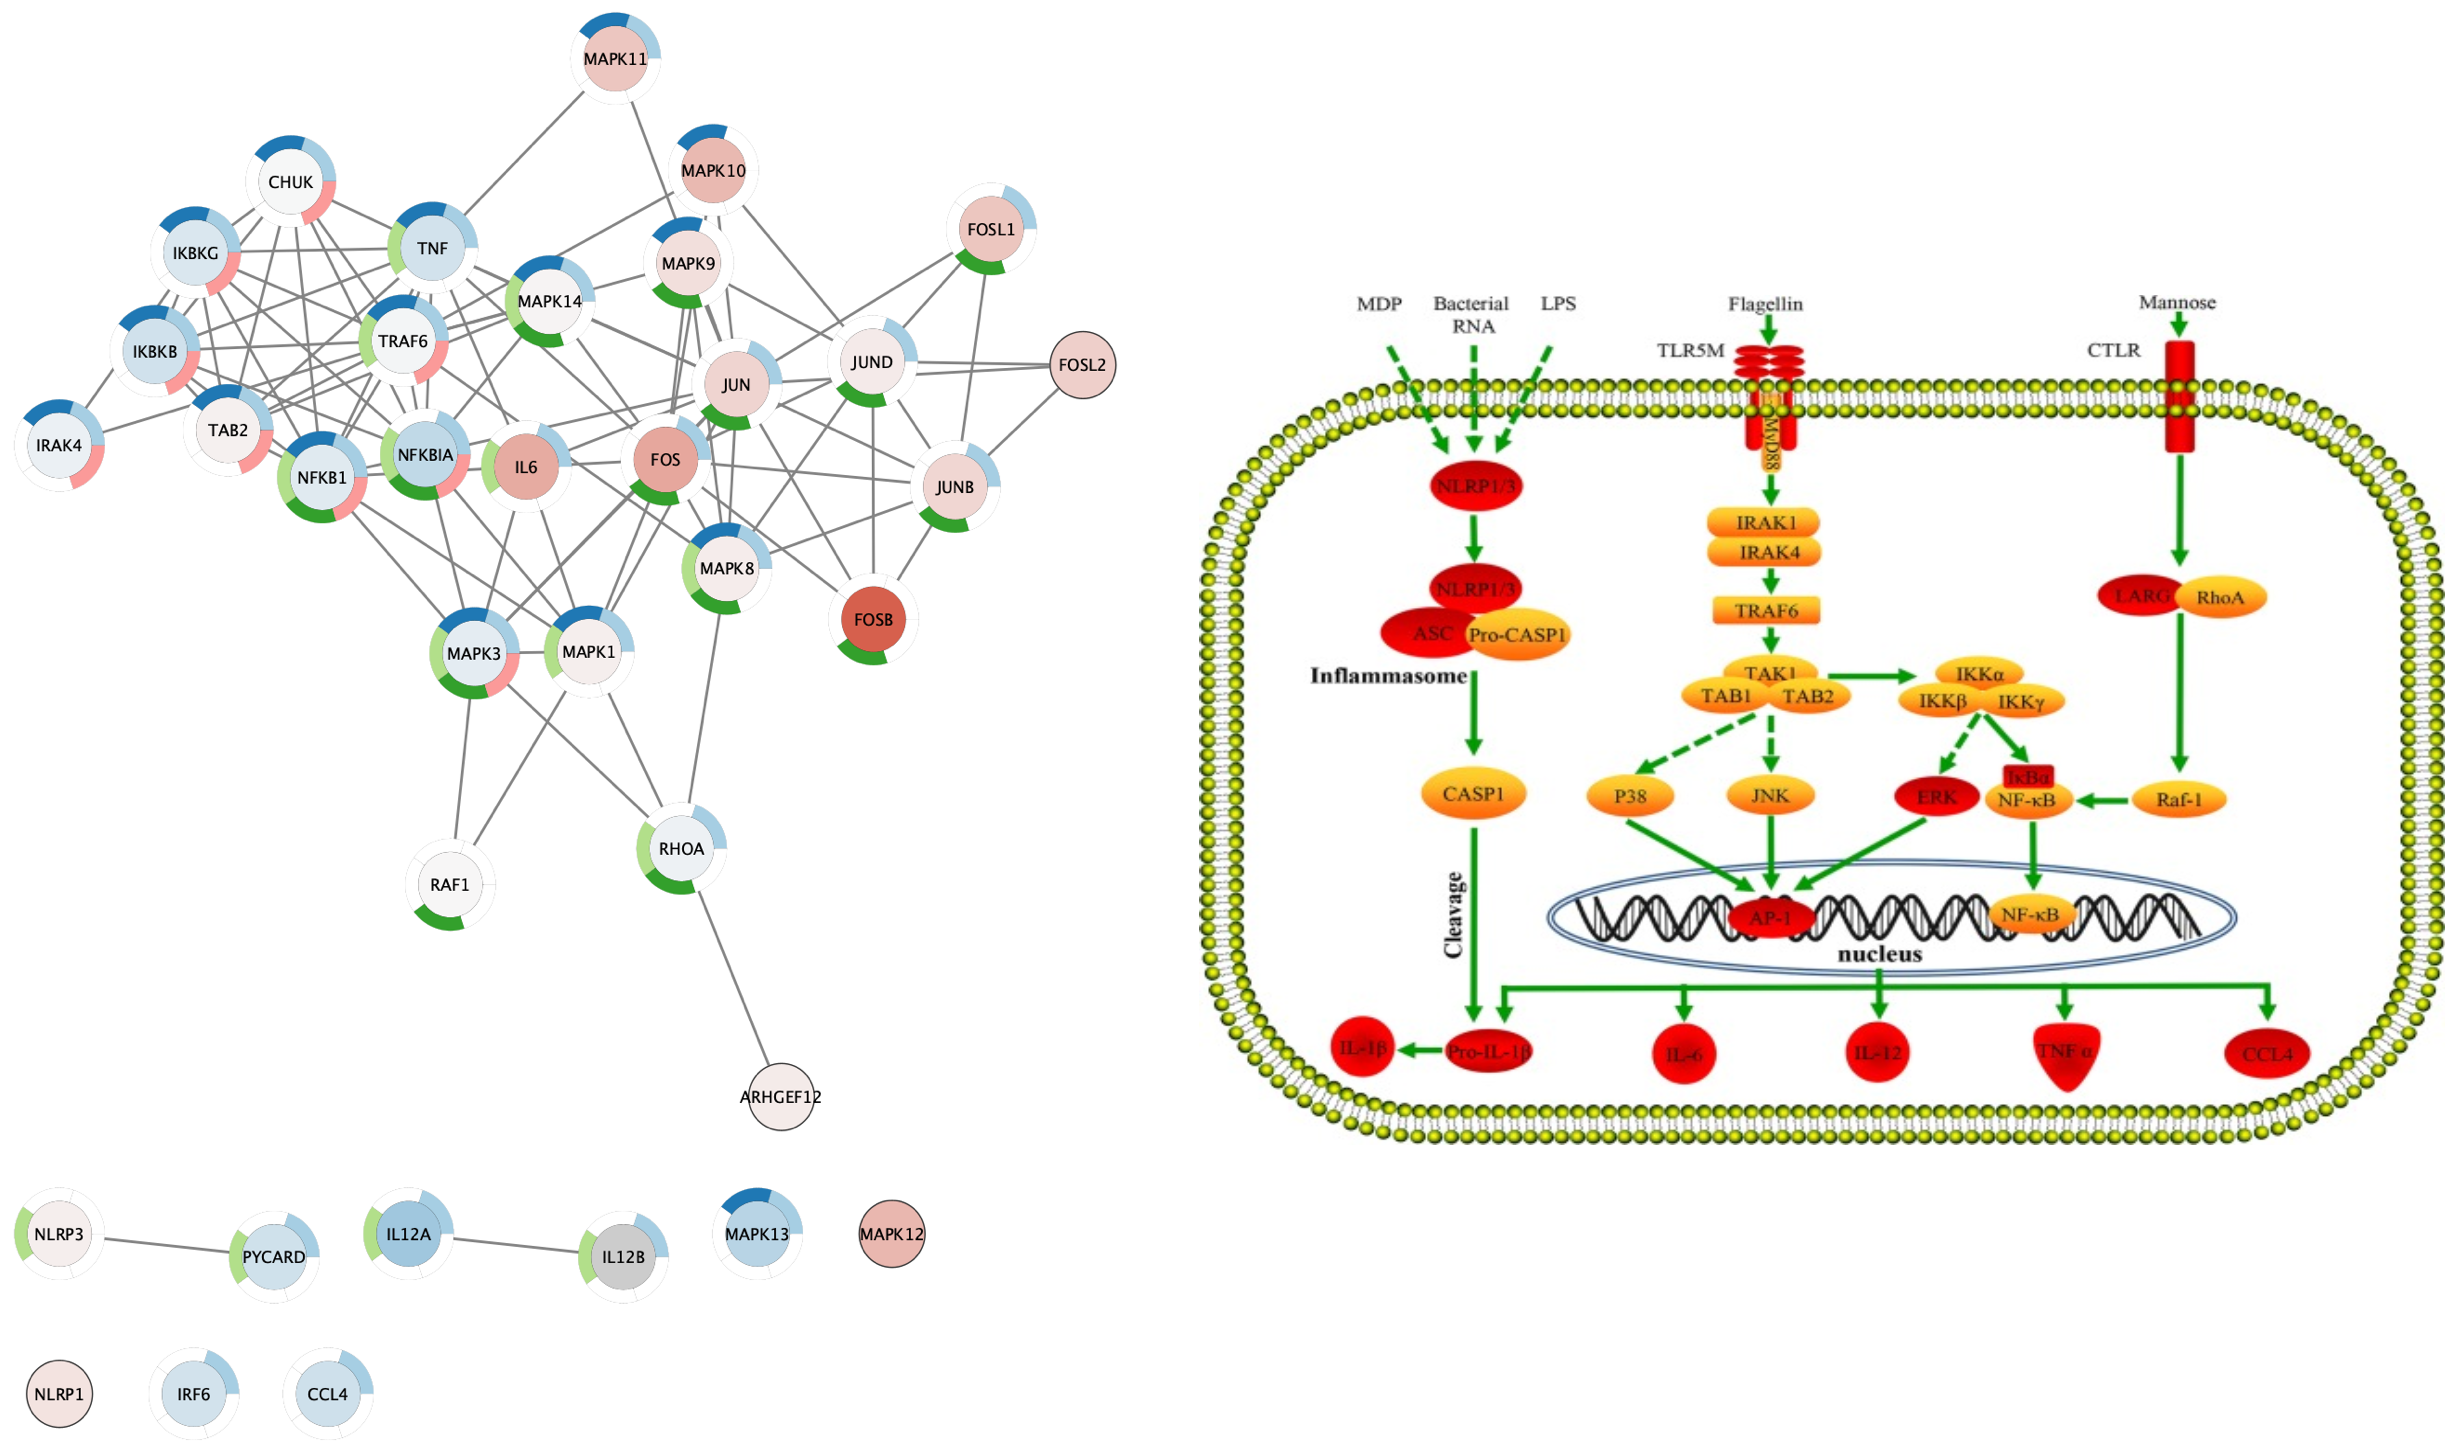 MAPK11
MAPK10
CHUK
FOSL1
TNF
IKBKG
MAPK9
MAPK14
TRAF6
IKBKB
JUND
FOSL2
JUN
TAB2
IRAK4
NFKBIA
FOS
IL6
NFKB1
JUNB
MAPK8
FOSB
MAPK3
MAPK1
RHOA
RAF1
ARHGEF12
NLRP3
PYCARD
IL12A
IL12B
MAPK13
MAPK12
NLRP1
IRF6
CCL4
MDP
Bacterial
RNA
LPS
Flagellin
Mannose
TLR5M
CTLR
MyD88
NLRP1/3
IRAK1
IRAK4
NLRP1/3
ASC
Pro-CASP1
TRAF6
LARG
RhoA
Inflammasome
TAK1
TAB1
TAB2
IKKα
IKKβ
IKKγ
CASP1
P38
JNK
ERK
IκBα
NF-κB
Raf-1
Cleavage
AP-1
NF-κB
nucleus
IL-1β
Pro-IL-1β
IL-6
IL-12
TNF α
CCL4